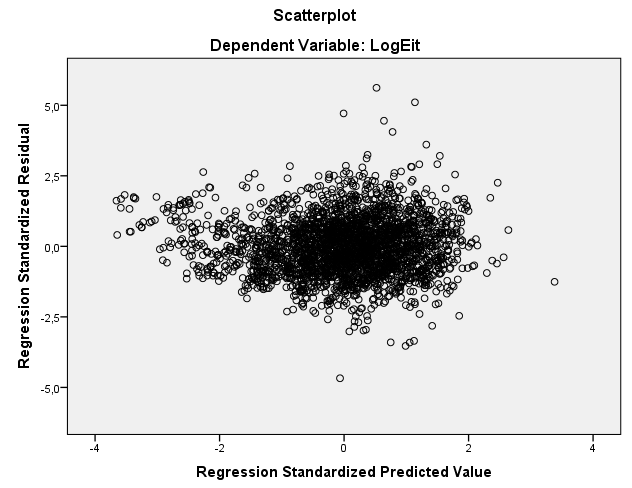 Scatterplot
Dependent Variable: LogEit
Regression Standardized Residual
5,0
2,5
0,0
-2,5
-5,0
-4
-2
0
2
4
Regression Standardized Predicted Value